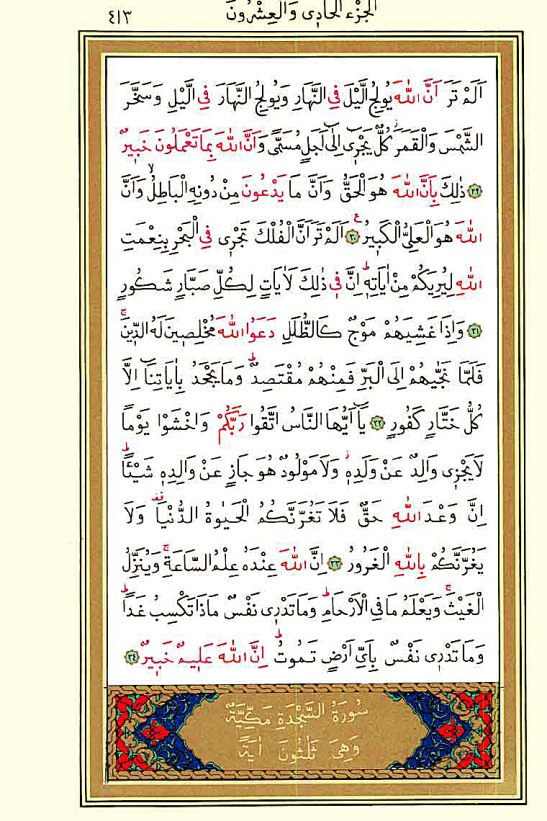 الجزء الحادى والعشرون
٤١٣
اَلَمْ تَرَ اَنَّ اللّٰهَ يُولِجُ الَّيْلَ فِى النَّهَارِ وَيُولِجُ النَّهَارَ فِى الَّيْلِ وَسَخَّرَ
الشَّمْسَ وَالْقَمَرَۘ كُلٌّ يَجْرٖٓى اِلٰٓى اَجَلٍ مُسَمًّى وَاَنَّ اللّٰهَ بِمَا تَعْمَلُونَ خَبٖيرٌ
﴿٢٩﴾ ذٰلِكَ بِاَنَّ اللّٰهَ هُوَ الْحَقُّ وَاَنَّ مَا يَدْعُونَ مِنْ دُونِهِ الْبَاطِلُۙ وَاَنَّ
اللّٰهَ هُوَ الْعَلِىُّ الْكَبٖيرُࣖ ﴿٣٠﴾ اَلَمْ تَرَ اَنَّ الْفُلْكَ تَجْرٖى فِى الْبَحْرِ بِنِعْمَتِ
اللّٰهِ لِيُرِيَكُمْ مِنْ اٰيَاتِهٖؕ اِنَّ فٖى ذٰلِكَ لَاٰيَاتٍ لِكُلِّ صَبَّارٍ شَكُورٍ
﴿٣١﴾ وَاِذَا غَشِيَهُمْ مَوْجٌ كَالظُّلَلِ دَعَوُا اللّٰهَ مُخْلِصٖينَ لَهُ الدّٖينَۚ
فَلَمَّا نَجّٰيهُمْ اِلَى الْبَرِّ فَمِنْهُمْ مُقْتَصِدٌؕ وَمَا يَجْحَدُ بِاٰيَاتِنَٓا اِلَّا
كُلُّ خَتَّارٍ كَفُورٍ ﴿٣٢﴾ يَٓا اَيُّهَا النَّاسُ اتَّقُوا رَبَّكُمْ وَاخْشَوْا يَوْمًا
لَا يَجْزٖى وَالِدٌ عَنْ وَلَدِهٖؗ وَلَا مَوْلُودٌ هُوَ جَازٍ عَنْ وَالِدِهٖ شَيْـًٔاؕ
اِنَّ وَعْدَ اللّٰهِ حَقٌّ فَلَا تَغُرَّنَّكُمُ الْحَيٰوةُ الدُّنْيَاࣞ وَلَا
يَغُرَّنَّكُمْ بِاللّٰهِ الْغَرُورُ ﴿٣٣﴾ اِنَّ اللّٰهَ عِنْدَهُ عِلْمُ السَّاعَةِۚ وَيُنَزِّلُ
الْغَيْثَۚ وَيَعْلَمُ مَا فِى الْاَرْحَامِؕ وَمَا تَدْرٖى نَفْسٌ مَاذَا تَكْسِبُ غَدًاؕ
وَمَا تَدْرٖى نَفْسٌ بِاَىِّ اَرْضٍ تَمُوتُؕ اِنَّ اللّٰهَ عَلٖيمٌ خَبٖيرٌ ﴿٣٤﴾
سُورَةُ السَّجْدَةِ مَكِّيَّةٌ
وَهِىَ ثَلٰثُونَ اٰيَةً